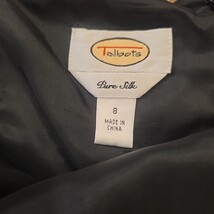 Talbots
Pure Silk
8
MADE IN
CHINA